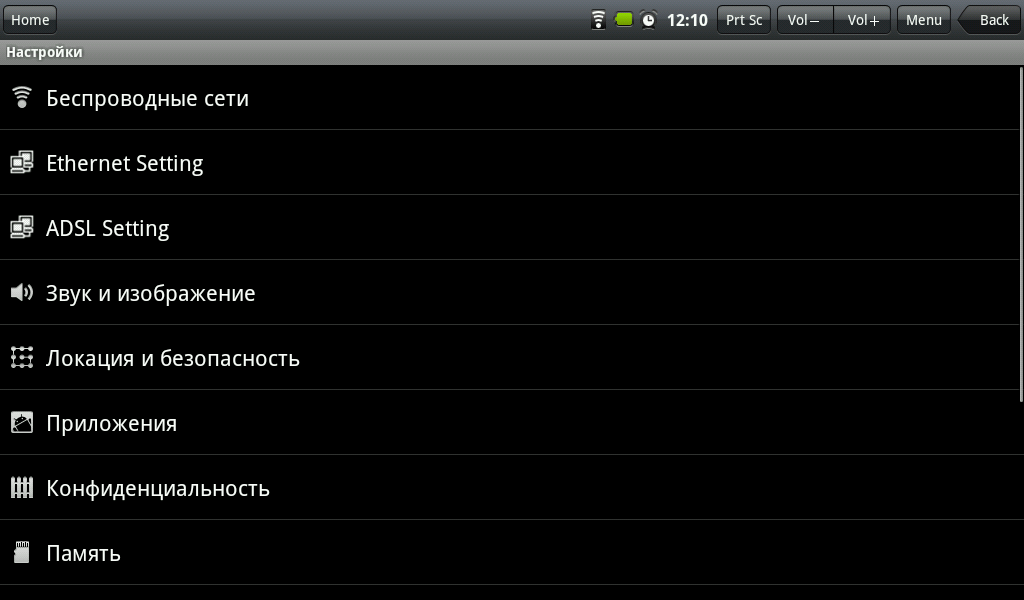 Home 12:10 Prt Sc Vol− Vol+ Menu Back
Настройки
Беспроводные сети
Ethernet Setting
ADSL Setting
Звук и изображение
Локация и безопасность
Приложения
Конфиденциальность
Память